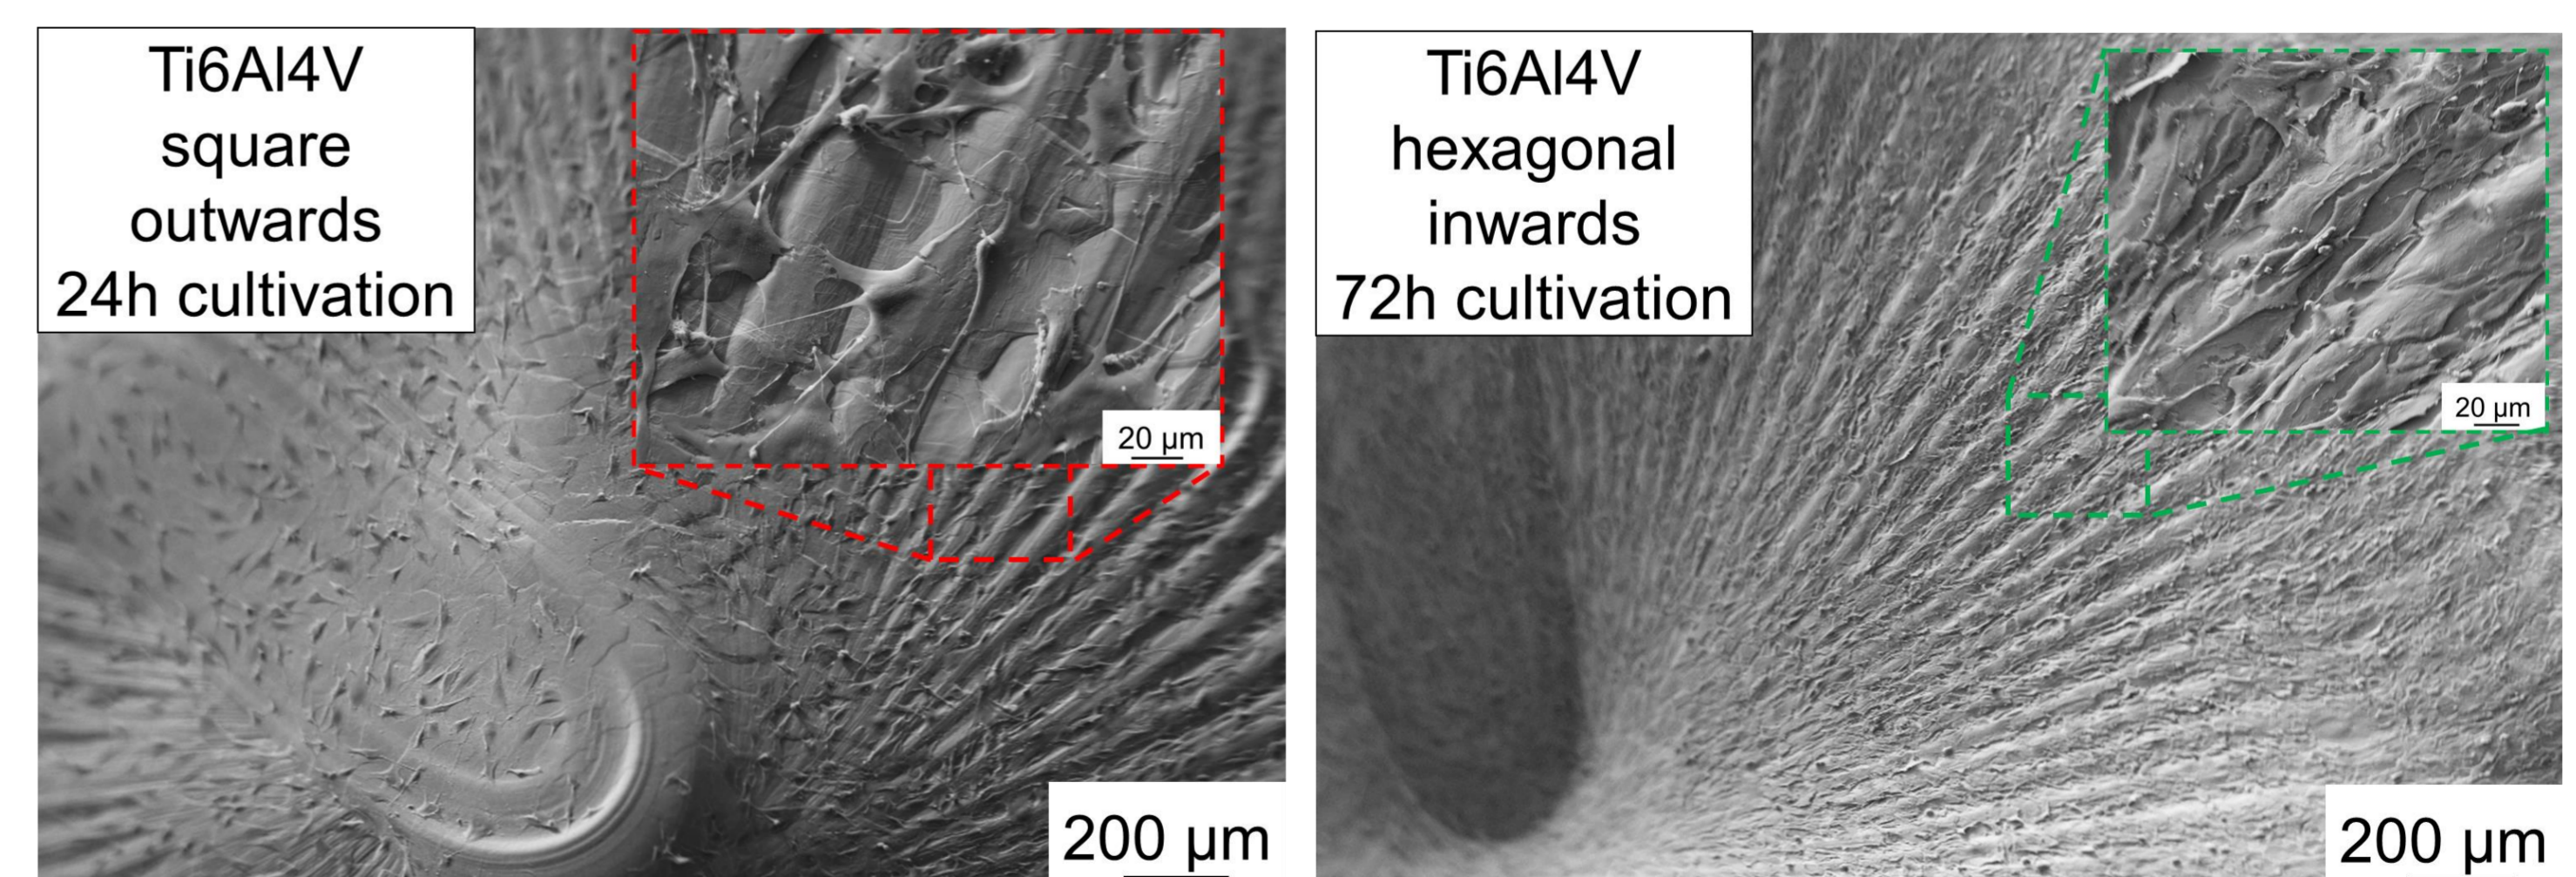 Ti6Al4V
square
outwards
24h cultivation
20 µm
200 µm
Ti6Al4V
hexagonal
inwards
72h cultivation
20 µm
200 µm